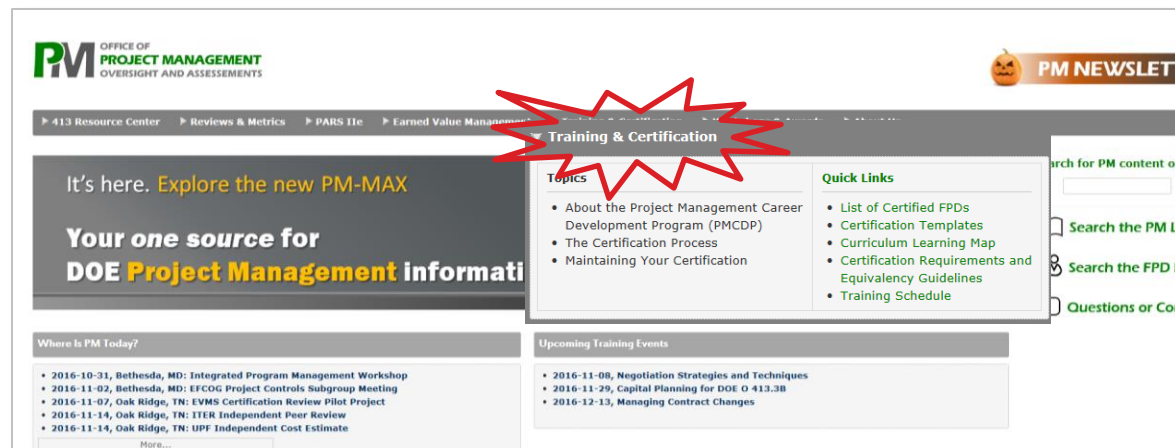 PM OFFICE OF
PROJECT MANAGEMENT
OVERSIGHT AND ASSESSEMENTS
PM NEWSLETT
413 Resource Center Reviews & Metrics PARS IIe Earned Value Management
Training & Certification
It's here. Explore the new PM-MAX
Your one source for
DOE Project Management informati
Topics
• About the Project Management Career
Development Program (PMCDP)
• The Certification Process
• Maintaining Your Certification
Quick Links
• List of Certified FPDs
• Certification Templates
• Curriculum Learning Map
• Certification Requirements and
Equivalency Guidelines
• Training Schedule
arch for PM content o
Search the PM L
Search the FPD
Questions or Co
Where Is PM Today?
• 2016-10-31, Bethesda, MD: Integrated Program Management Workshop
• 2016-11-02, Bethesda, MD: EFCOG Project Controls Subgroup Meeting
• 2016-11-07, Oak Ridge, TN: EVMS Certification Review Pilot Project
• 2016-11-14, Oak Ridge, TN: ITER Independent Peer Review
• 2016-11-14, Oak Ridge, TN: UPF Independent Cost Estimate
More...
Upcoming Training Events
• 2016-11-08, Negotiation Strategies and Techniques
• 2016-11-29, Capital Planning for DOE O 413.3B
• 2016-12-13, Managing Contract Changes